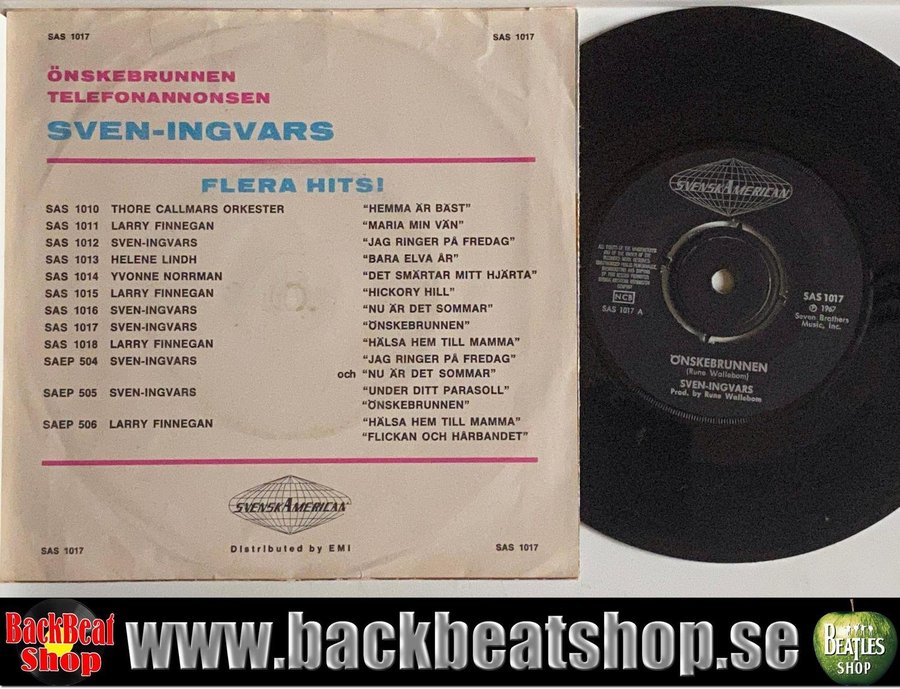 SAS 1017 SAS 1017
ÖNSKEBRUNNEN
TELEFONANNONSEN
SVEN-INGVARS
FLERA HITS!
SAS 1010 THORE CALLMARS ORKESTER "HEMMA ÄR BÄST"
SAS 1011 LARRY FINNEGAN "MARIA MIN VÄN"
SAS 1012 SVEN-INGVARS "JAG RINGER PÅ FREDAG"
SAS 1013 HELENE LINDH "BARA ELVA ÅR"
SAS 1014 YVONNE NORRMAN "DET SMÄRTAR MITT HJÄRTA"
SAS 1015 LARRY FINNEGAN "HICKORY HILL"
SAS 1016 SVEN-INGVARS "NU ÄR DET SOMMAR"
SAS 1017 SVEN-INGVARS "ÖNSKEBRUNNEN"
SAS 1018 LARRY FINNEGAN "HÄLSA HEM TILL MAMMA"
SAEP 504 SVEN-INGVARS "JAG RINGER PÅ FREDAG"
och "NU ÄR DET SOMMAR"
SAEP 505 SVEN-INGVARS "UNDER DITT PARASOLL"
"ÖNSKEBRUNNEN"
SAEP 506 LARRY FINNEGAN "HÄLSA HEM TILL MAMMA"
"FLICKAN OCH HÅRBANDET"
SVENSKAMERICAN
Distributed by EMI
SAS 1017 SAS 1017
SVENSKAMERICAN
NCB
SAS 1017 A
SAS 1017
℗ 1967
Seven Brothers
Music, Inc.
ÖNSKEBRUNNEN
(Rune Wallebom)
SVEN-INGVARS
Prod. by Rune Wallebom
BackBeat
Shop
www.backbeatshop.se
BEATLES
SHOP